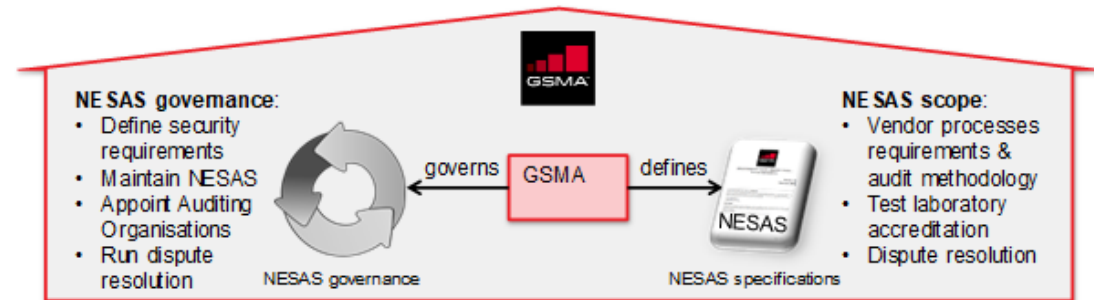 GSMA
NESAS governance:
• Define security
requirements
• Maintain NESAS
• Appoint Auditing
Organisations
• Run dispute
resolution
NESAS governance
governs
GSMA
defines
NESAS
NESAS specifications
NESAS scope:
• Vendor processes
requirements &
audit methodology
• Test laboratory
accreditation
• Dispute resolution